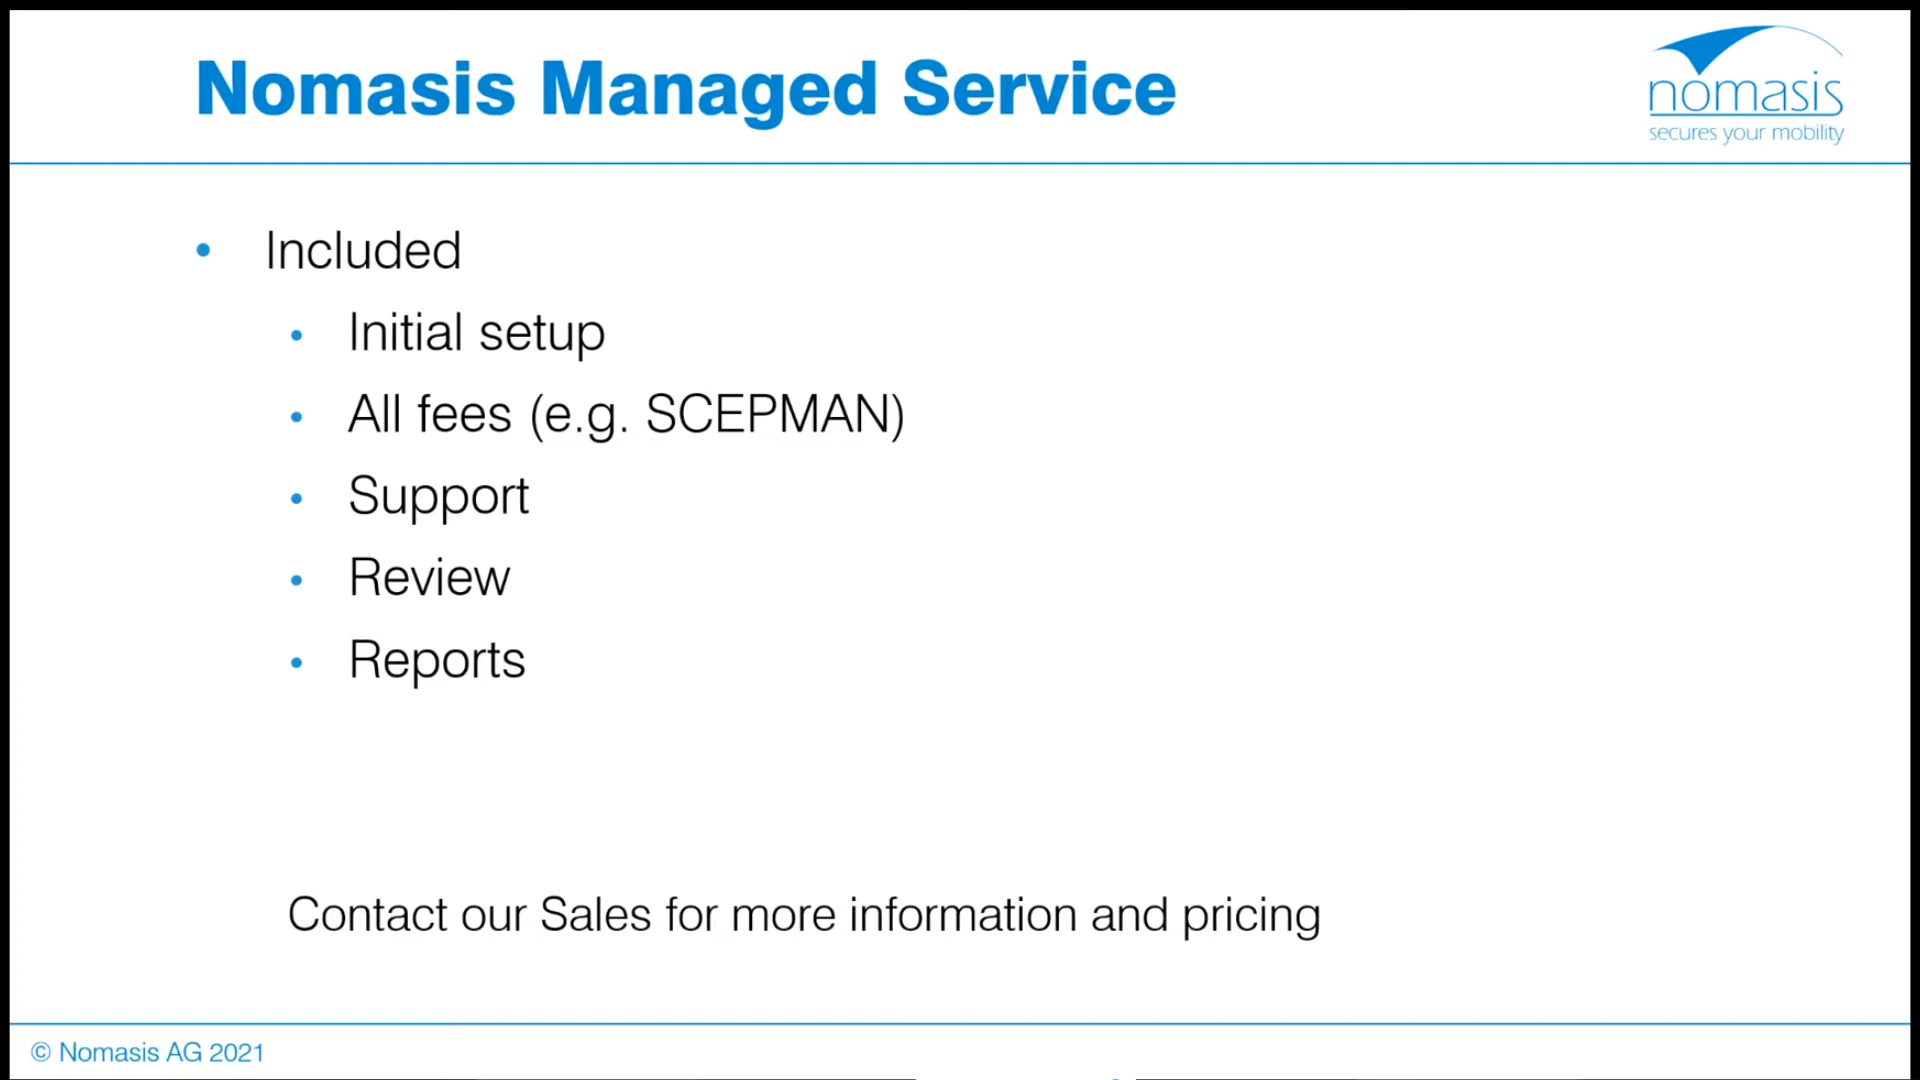 Nomasis Managed Service
nomasis
secures your mobility
• Included
• Initial setup
• All fees (e.g. SCEPMAN)
• Support
• Review
• Reports
Contact our Sales for more information and pricing
© Nomasis AG 2021